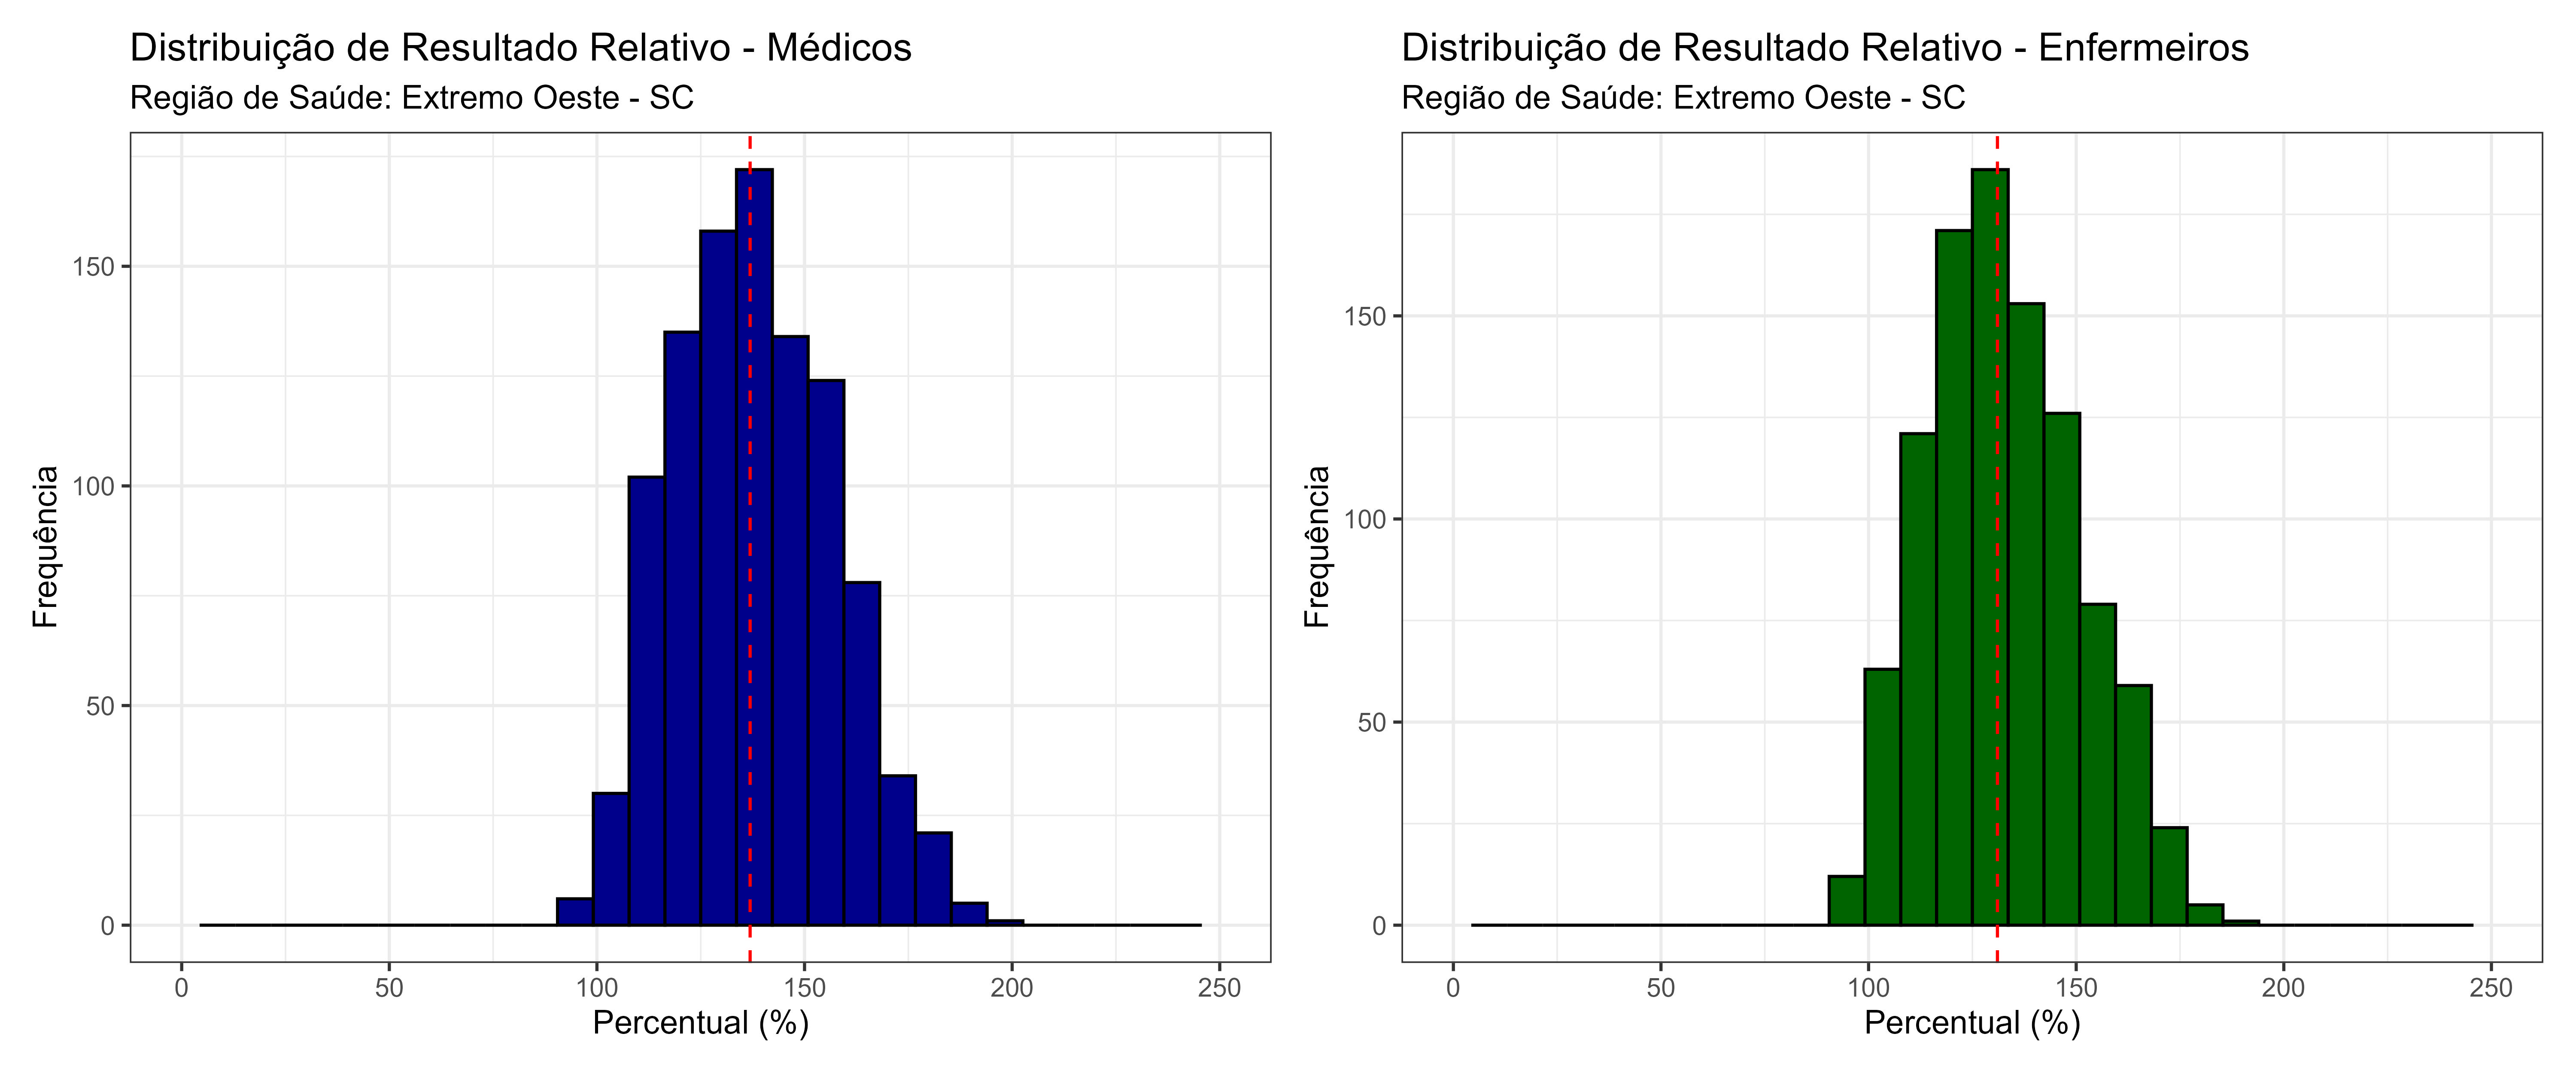 Distribuição de Resultado Relativo - Médicos
Região de Saúde: Extremo Oeste - SC
Frequência
150
100
50
0
0 50 100 150 200 250
Percentual (%)
Distribuição de Resultado Relativo - Enfermeiros
Região de Saúde: Extremo Oeste - SC
Frequência
150
100
50
0
0 50 100 150 200 250
Percentual (%)